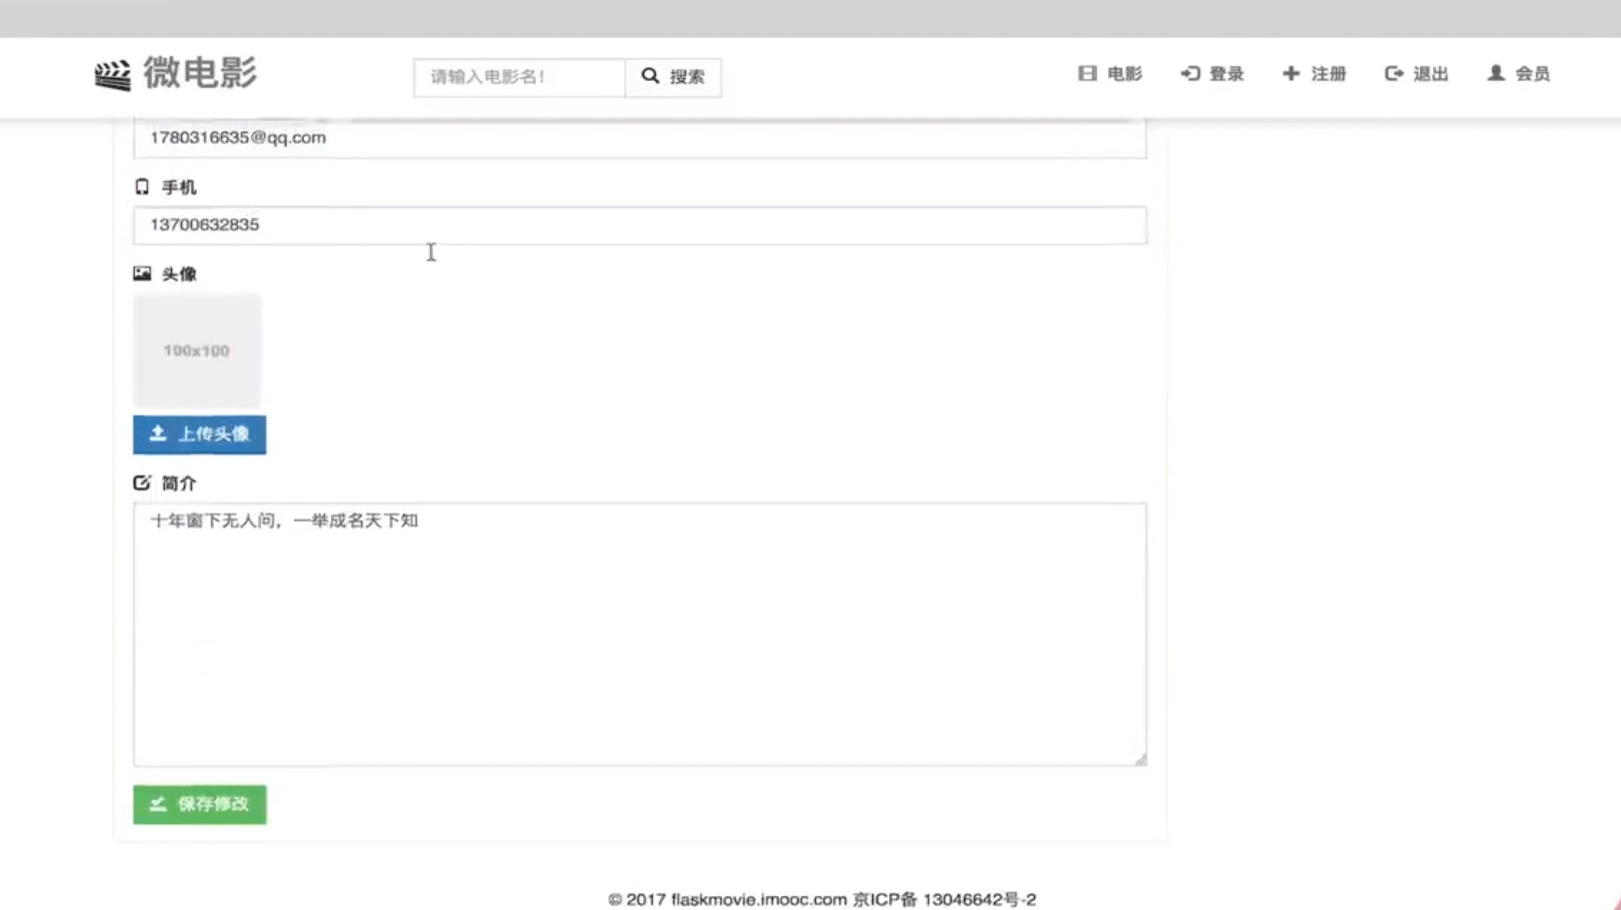 微电影
请输入电影名！
搜索
电影
登录
注册
退出
会员
1780316635@qq.com
手机
13700632835
头像
100x100
上传头像
简介
十年窗下无人问，一举成名天下知
保存修改
© 2017 flaskmovie.imooc.com 京ICP备 13046642号-2